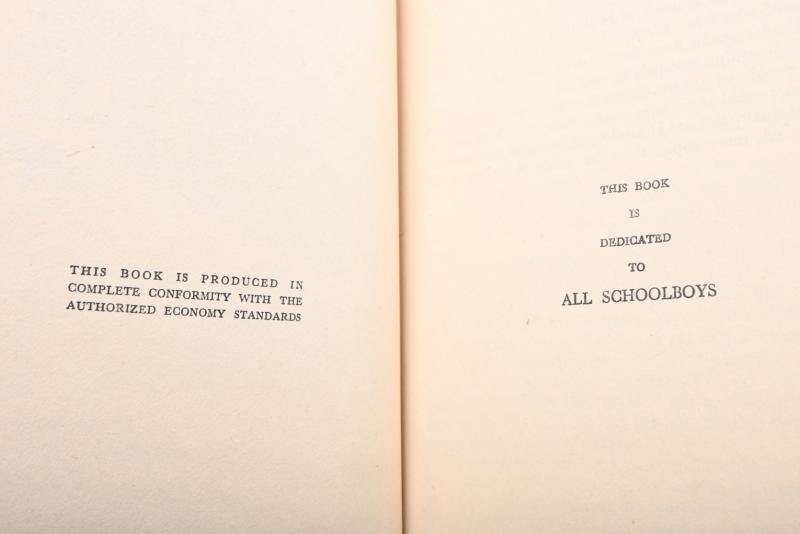 THIS BOOK IS PRODUCED IN
COMPLETE CONFORMITY WITH THE
AUTHORIZED ECONOMY STANDARDS
THIS BOOK
IS
DEDICATED
TO
ALL SCHOOLBOYS